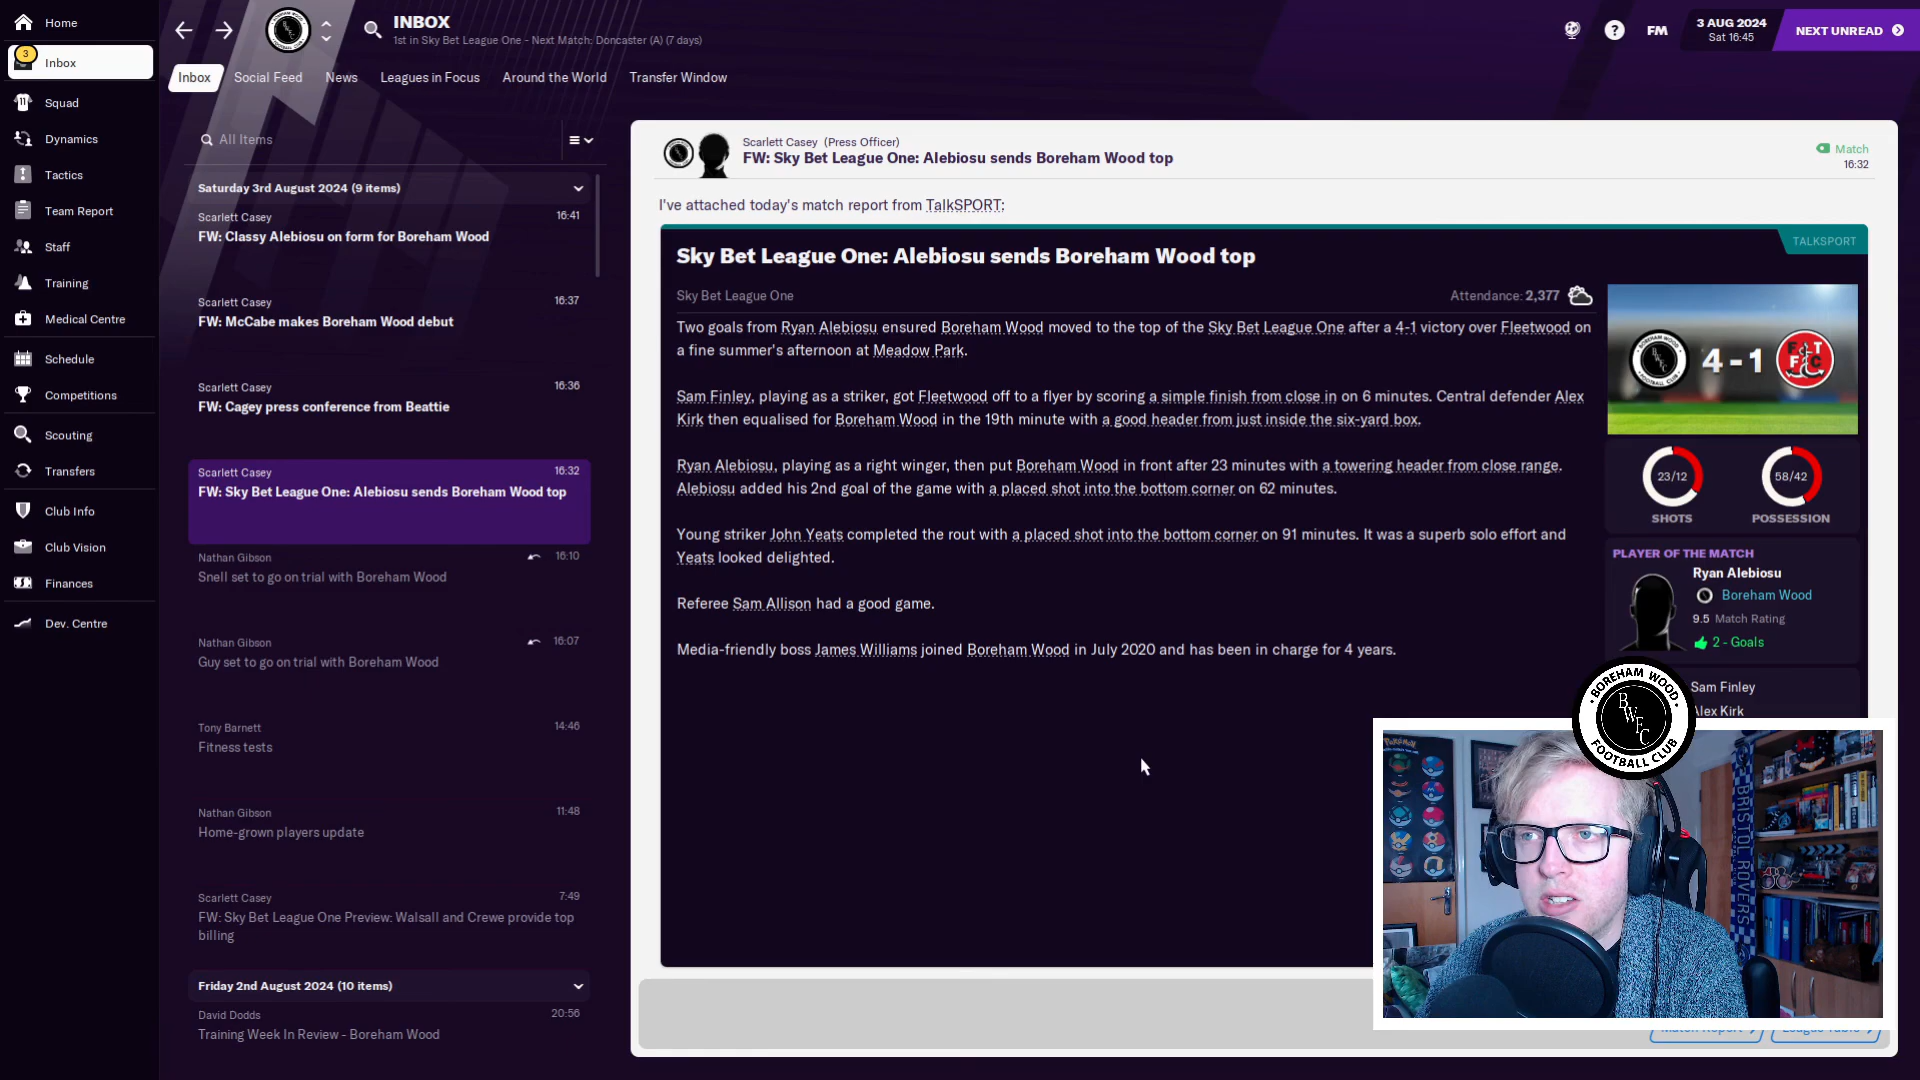 Home
3
Inbox
Squad
Dynamics
Tactics
Team Report
Staff
Training
Medical Centre
Schedule
Competitions
Scouting
Transfers
Club Info
Club Vision
Finances
Dev. Centre
INBOX
1st in Sky Bet League One - Next Match: Doncaster (A) (7 days)
?
FM
3 AUG 2024
Sat 16:45
NEXT UNREAD
Inbox
Social Feed
News
Leagues in Focus
Around the World
Transfer Window
All Items
Saturday 3rd August 2024 (9 items)
Scarlett Casey 16:41
FW: Classy Alebiosu on form for Boreham Wood
Scarlett Casey 16:37
FW: McCabe makes Boreham Wood debut
Scarlett Casey 16:36
FW: Cagey press conference from Beattie
Scarlett Casey 16:32
FW: Sky Bet League One: Alebiosu sends Boreham Wood top
Nathan Gibson 16:10
Snell set to go on trial with Boreham Wood
Nathan Gibson 16:07
Guy set to go on trial with Boreham Wood
Tony Barnett 14:46
Fitness tests
Nathan Gibson 11:48
Home-grown players update
Scarlett Casey 7:49
FW: Sky Bet League One Preview: Walsall and Crewe provide top
billing
Friday 2nd August 2024 (10 items)
David Dodds 20:56
Training Week In Review - Boreham Wood
Scarlett Casey (Press Officer)
FW: Sky Bet League One: Alebiosu sends Boreham Wood top
Match
16:32
I've attached today's match report from TalkSPORT:
TALKSPORT
Sky Bet League One: Alebiosu sends Boreham Wood top
Sky Bet League One
Attendance: 2,377
Two goals from Ryan Alebiosu ensured Boreham Wood moved to the top of the Sky Bet League One after a 4-1 victory over Fleetwood on
a fine summer's afternoon at Meadow Park.
Sam Finley, playing as a striker, got Fleetwood off to a flyer by scoring a simple finish from close in on 6 minutes. Central defender Alex
Kirk then equalised for Boreham Wood in the 19th minute with a good header from just inside the six-yard box.
Ryan Alebiosu, playing as a right winger, then put Boreham Wood in front after 23 minutes with a towering header from close range.
Alebiosu added his 2nd goal of the game with a placed shot into the bottom corner on 62 minutes.
Young striker John Yeats completed the rout with a placed shot into the bottom corner on 91 minutes. It was a superb solo effort and
Yeats looked delighted.
Referee Sam Allison had a good game.
Media-friendly boss James Williams joined Boreham Wood in July 2020 and has been in charge for 4 years.
4 - 1
23/12
SHOTS
58/42
POSSESSION
PLAYER OF THE MATCH
Ryan Alebiosu
Boreham Wood
9.5 Match Rating
2 - Goals
Sam Finley
Alex Kirk
BOREHAM WOOD
BWFC
FOOTBALL CLUB
Pokémon
BRISTOL ROVERS